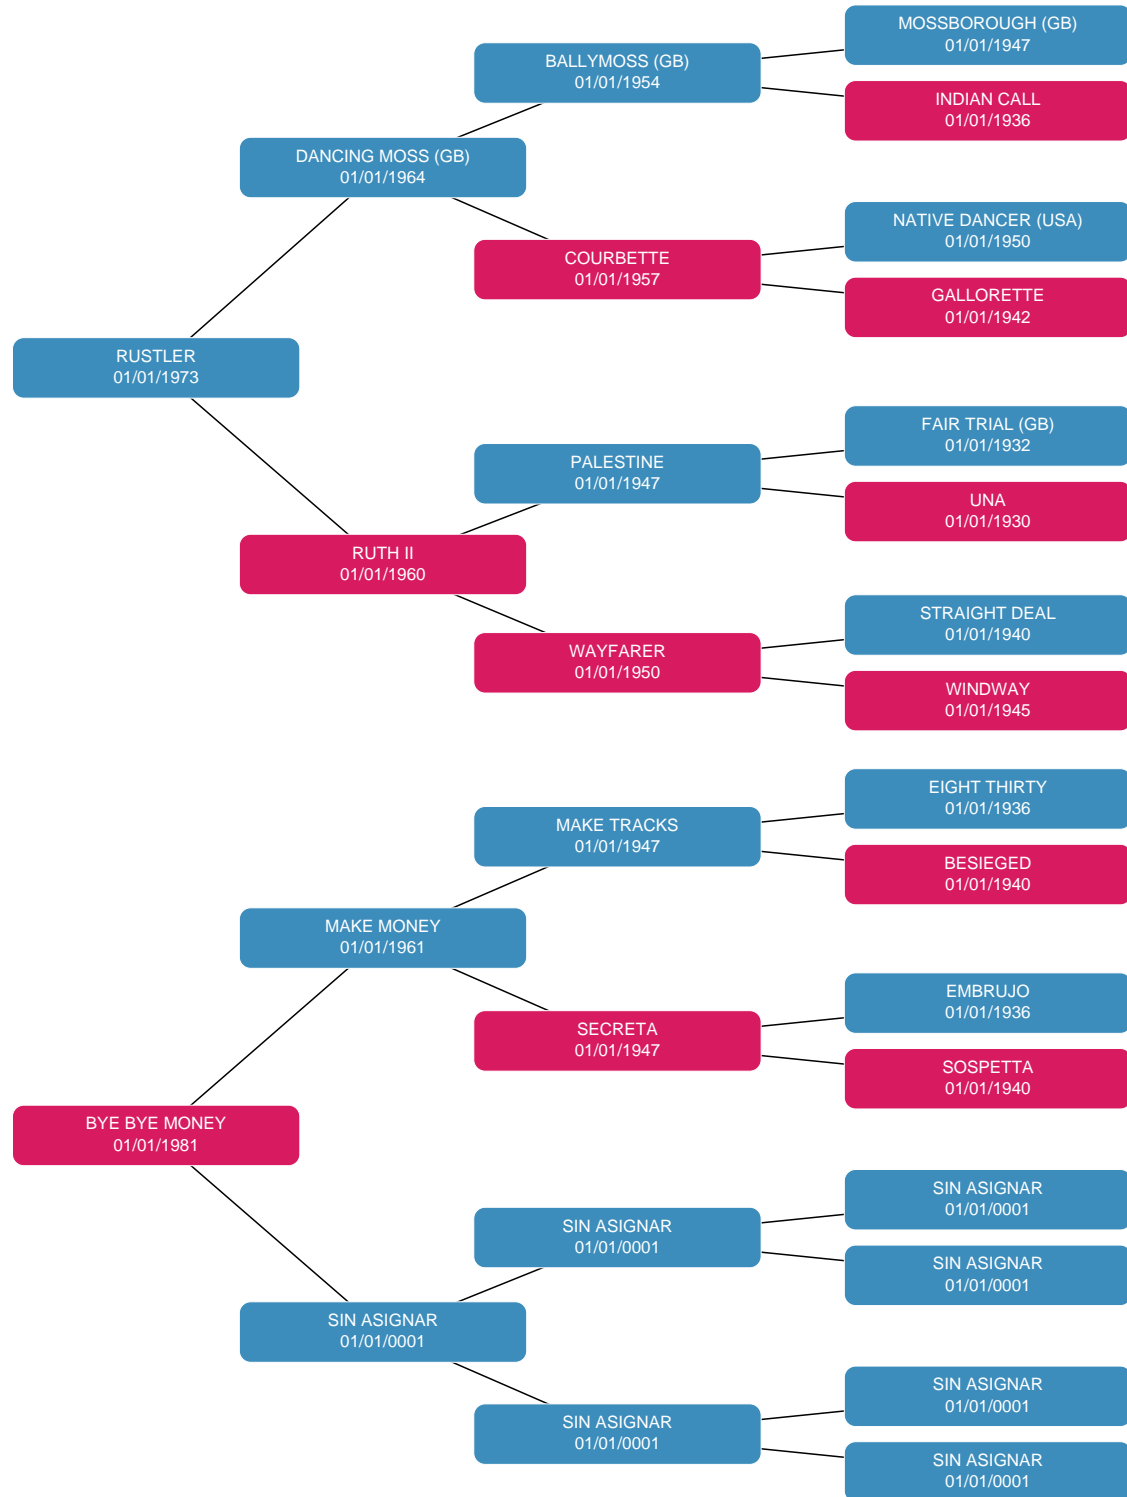 MOSSBOROUGH (GB)
01/01/1947
BALLYMOSS (GB)
01/01/1954
INDIAN CALL
01/01/1936
DANCING MOSS (GB)
01/01/1964
NATIVE DANCER (USA)
01/01/1950
COURBETTE
01/01/1957
GALLORETTE
01/01/1942
RUSTLER
01/01/1973
FAIR TRIAL (GB)
01/01/1932
PALESTINE
01/01/1947
UNA
01/01/1930
RUTH II
01/01/1960
STRAIGHT DEAL
01/01/1940
WAYFARER
01/01/1950
WINDWAY
01/01/1945
EIGHT THIRTY
01/01/1936
MAKE TRACKS
01/01/1947
BESIEGED
01/01/1940
MAKE MONEY
01/01/1961
EMBRUJO
01/01/1936
SECRETA
01/01/1947
SOSPETTA
01/01/1940
BYE BYE MONEY
01/01/1981
SIN ASIGNAR
01/01/0001
SIN ASIGNAR
01/01/0001
SIN ASIGNAR
01/01/0001
SIN ASIGNAR
01/01/0001
SIN ASIGNAR
01/01/0001
SIN ASIGNAR
01/01/0001
SIN ASIGNAR
01/01/0001